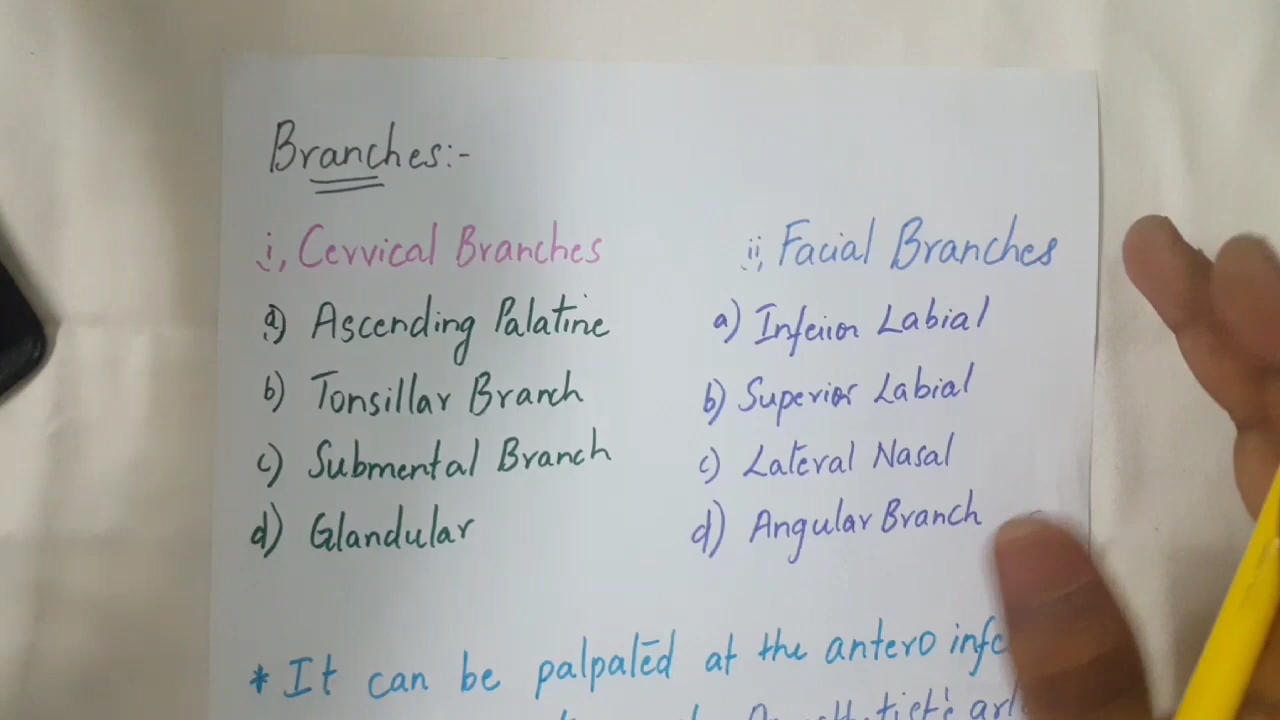 Branches:-
i, Cervical Branches
a) Ascending Palatine
b) Tonsillar Branch
c) Submental Branch
d) Glandular
ii, Facial Branches
a) Inferior Labial
b) Superior Labial
c) Lateral Nasal
d) Angular Branch
* It can be palpated at the antero